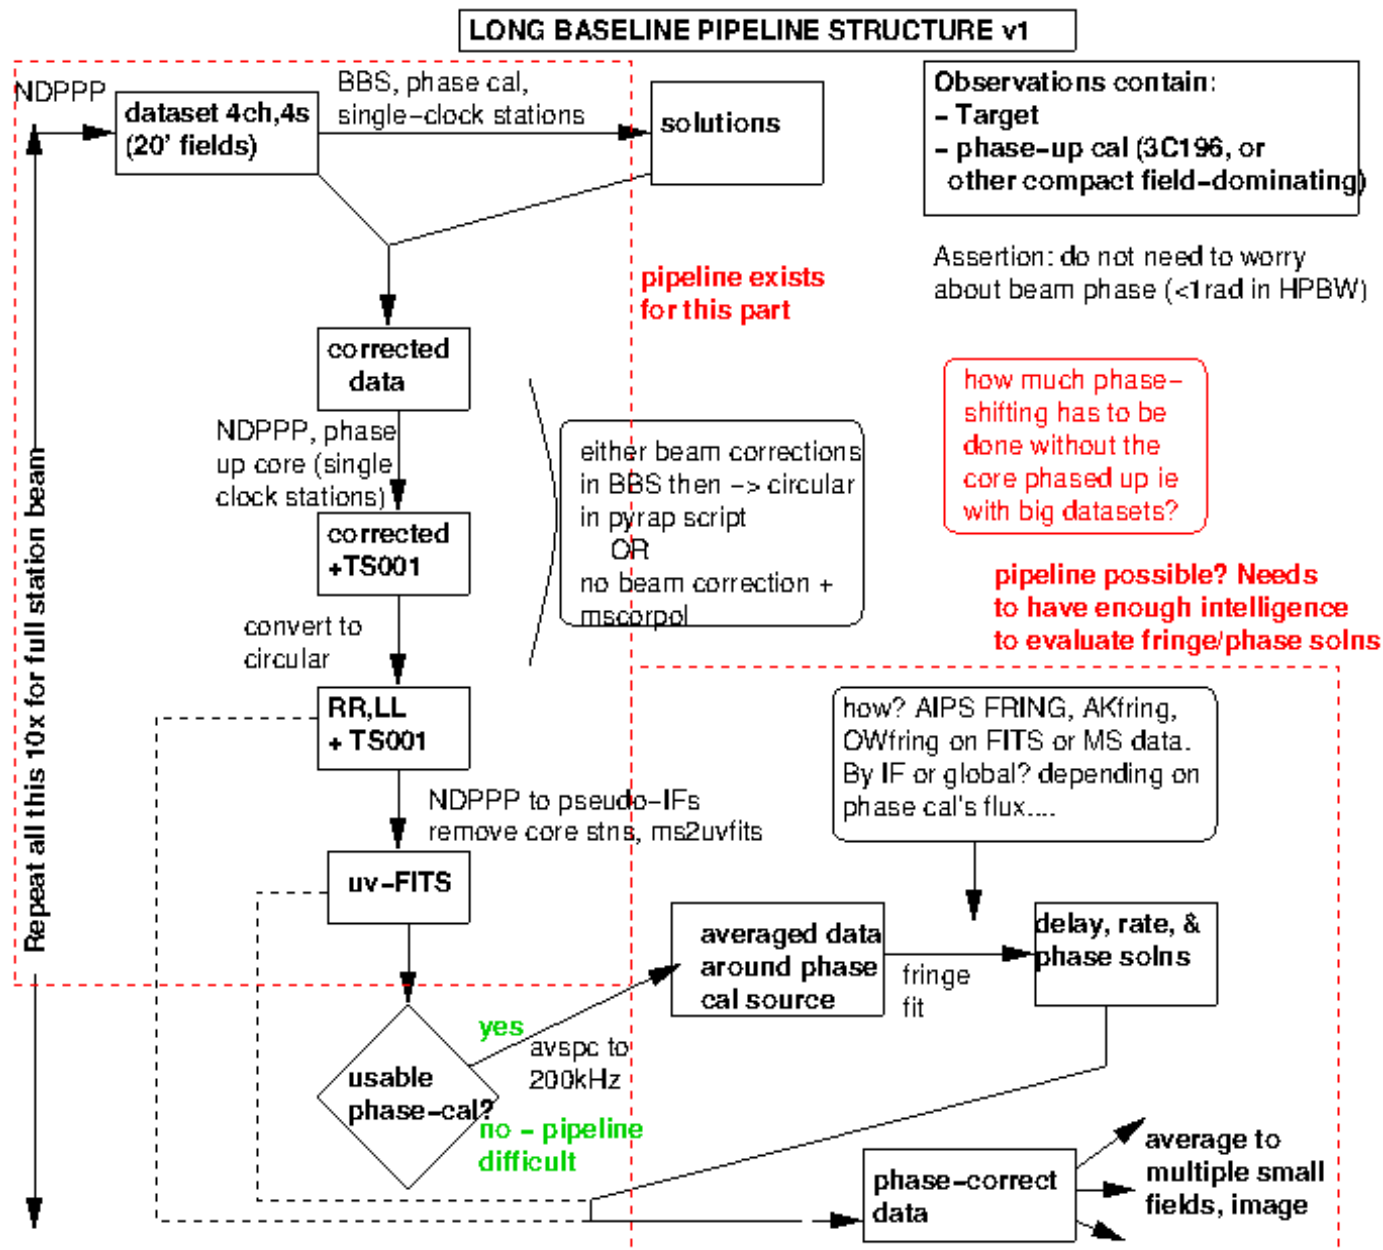 LONG BASELINE PIPELINE STRUCTURE v1
NDPPP
dataset 4ch,4s
(20' fields)
BBS, phase cal,
single-clock stations
solutions
Observations contain:
- Target
- phase-up cal (3C196, or
other compact field-dominating)
Assertion: do not need to worry
about beam phase (<1rad in HPBW)
pipeline exists
for this part
corrected
data
how much phase-
shifting has to be
done without the
core phased up ie
with big datasets?
NDPPP, phase
up core (single
clock stations)
either beam corrections
in BBS then -> circular
in pyrap script
OR
no beam correction +
mscorpol
corrected
+TS001
pipeline possible? Needs
to have enough intelligence
to evaluate fringe/phase solns
convert to
circular
RR,LL
+ TS001
how? AIPS FRING, AKfring,
OWfring on FITS or MS data.
By IF or global? depending on
phase cal's flux....
NDPPP to pseudo-IFs
remove core stns, ms2uvfits
uv-FITS
Repeat all this 10x for full station beam
averaged data
around phase
cal source
fringe
fit
delay, rate, &
phase solns
yes
avspc to
200kHz
usable
phase-cal?
no - pipeline
difficult
phase-correct
data
average to
multiple small
fields, image